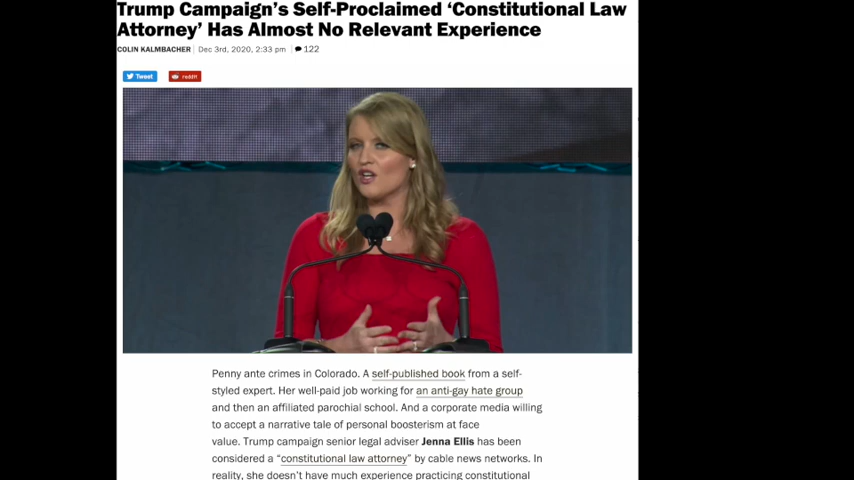 Trump Campaign's Self-Proclaimed 'Constitutional Law
Attorney' Has Almost No Relevant Experience
COLIN KALMBACHER | Dec 3rd, 2020, 2:33 pm | 122
Tweet reddit
Penny ante crimes in Colorado. A self-published book from a self-
styled expert. Her well-paid job working for an anti-gay hate group
and then an affiliated parochial school. And a corporate media willing
to accept a narrative tale of personal boosterism at face
value. Trump campaign senior legal adviser Jenna Ellis has been
considered a “constitutional law attorney” by cable news networks. In
reality, she doesn't have much experience practicing constitutional